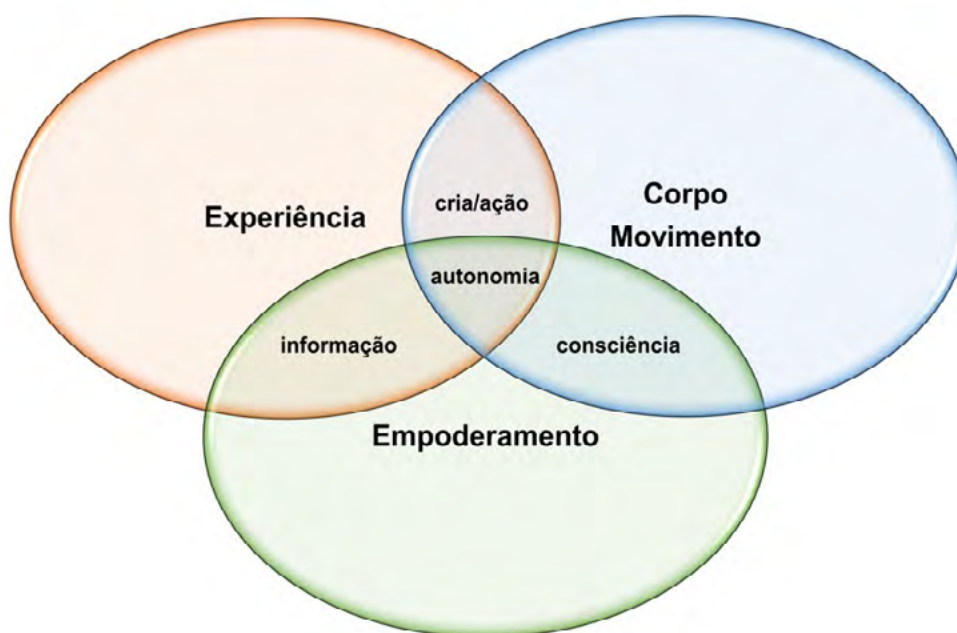 cria/ação
Experiência
Corpo
Movimento
autonomia
informação
consciência
Empoderamento